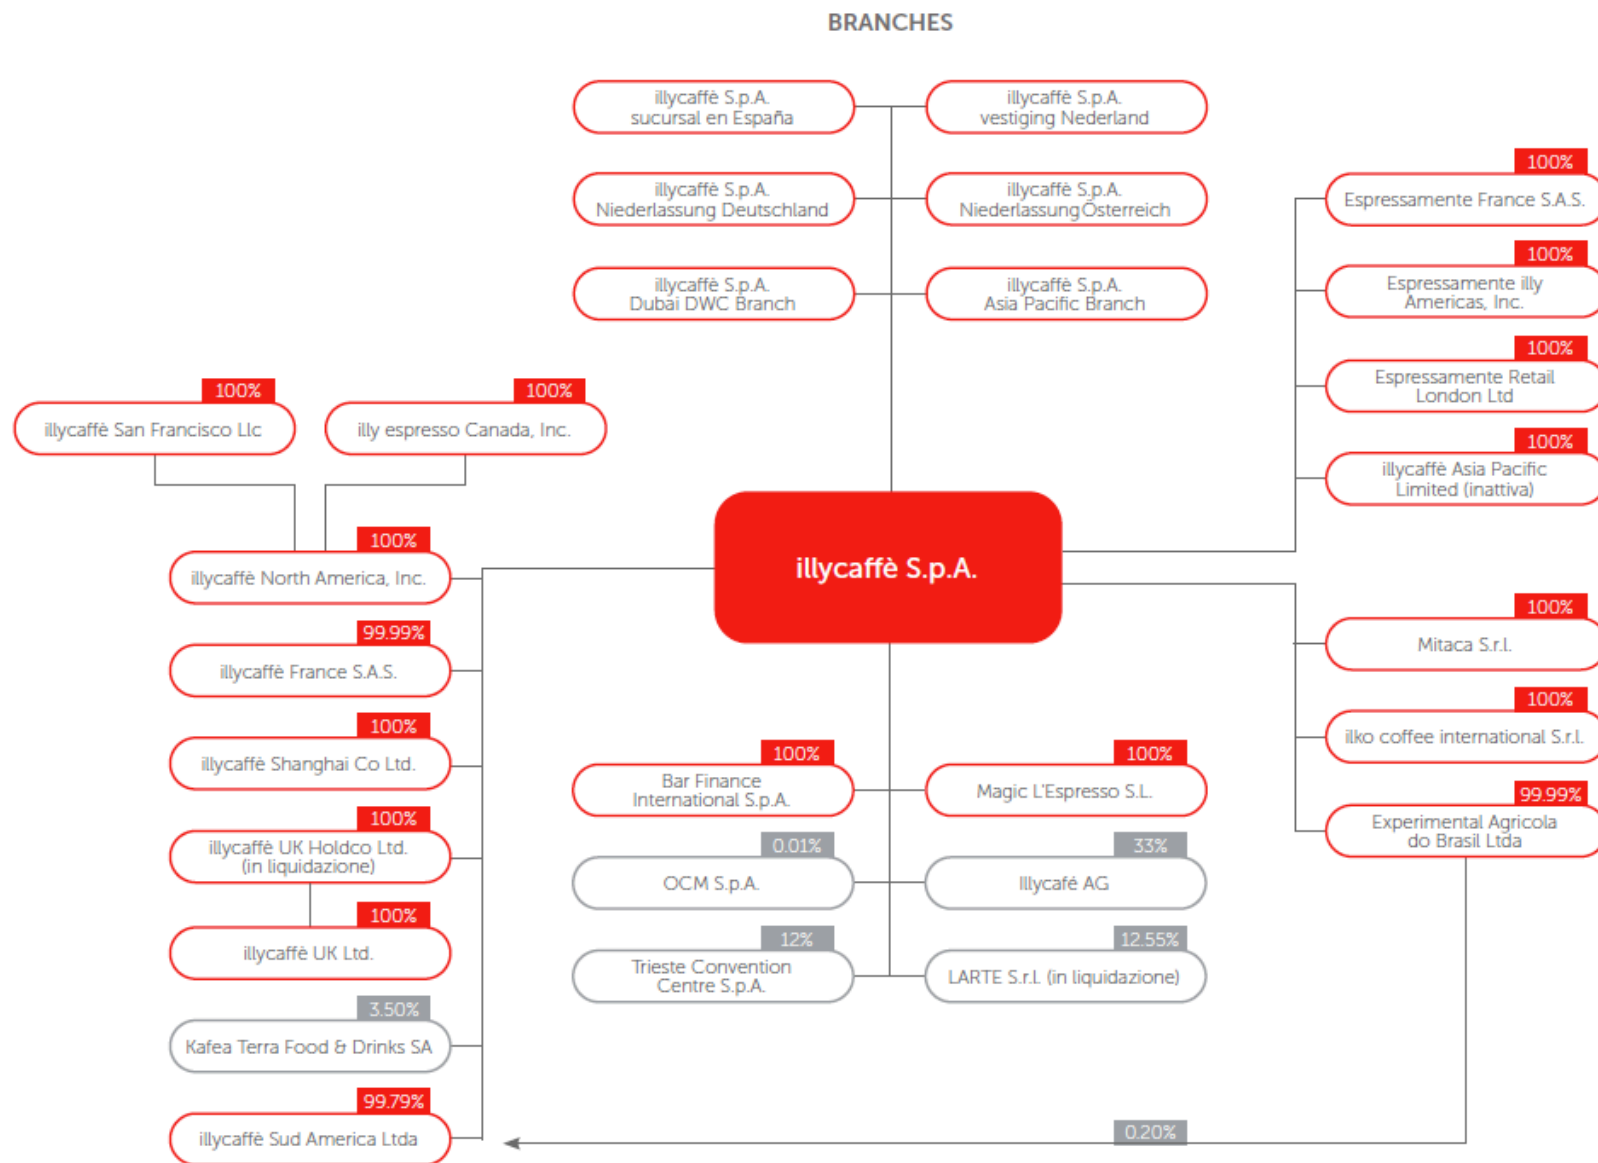 BRANCHES
illycaffè S.p.A.
sucursal en España
illycaffè S.p.A.
vestiging Nederland
illycaffè S.p.A.
Niederlassung Deutschland
illycaffè S.p.A.
Niederlassung Österreich
illycaffè S.p.A.
Dubai DWC Branch
illycaffè S.p.A.
Asia Pacific Branch
100%
Espressamente France S.A.S.
100%
Espressamente illy
Americas, Inc.
100%
Espressamente Retail
London Ltd
100%
illycaffè Asia Pacific
Limited (inattiva)
100%
illycaffè San Francisco Llc
100%
illy espresso Canada, Inc.
100%
illycaffè North America, Inc.
99.99%
illycaffè France S.A.S.
100%
illycaffè Shanghai Co Ltd.
100%
illycaffè UK Holdco Ltd.
(in liquidazione)
100%
illycaffè UK Ltd.
3.50%
Kafea Terra Food & Drinks SA
99.79%
illycaffè Sud America Ltda
illycaffè S.p.A.
100%
Bar Finance
International S.p.A.
100%
Magic L'Espresso S.L.
0.01%
OCM S.p.A.
33%
Illycafé AG
12%
Trieste Convention
Centre S.p.A.
12.55%
LARTE S.r.l. (in liquidazione)
100%
Mitaca S.r.l.
100%
ilko coffee international S.r.l.
99.99%
Experimental Agricola
do Brasil Ltda
0.20%